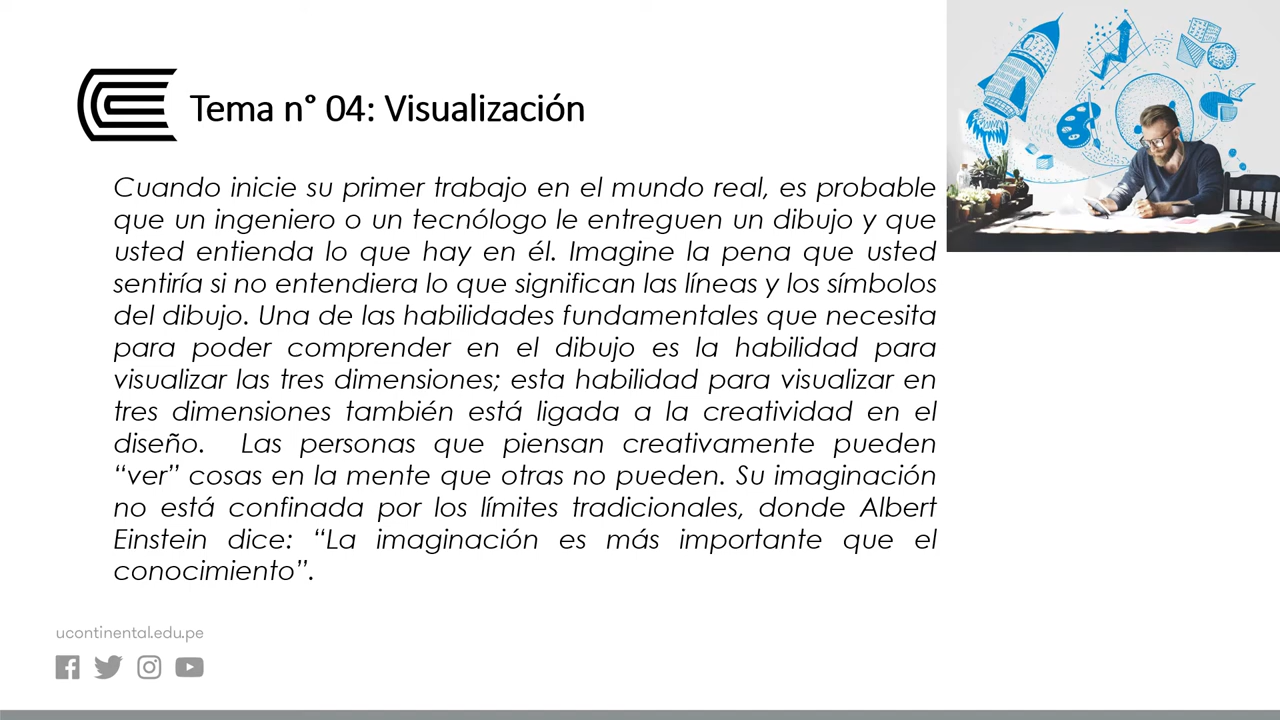 Tema n° 04: Visualización
Cuando inicie su primer trabajo en el mundo real, es probable
que un ingeniero o un tecnólogo le entreguen un dibujo y que
usted entienda lo que hay en él. Imagine la pena que usted
sentiría si no entendiera lo que significan las líneas y los símbolos
del dibujo. Una de las habilidades fundamentales que necesita
para poder comprender en el dibujo es la habilidad para
visualizar las tres dimensiones; esta habilidad para visualizar en
tres dimensiones también está ligada a la creatividad en el
diseño.  Las personas que piensan creativamente pueden
“ver” cosas en la mente que otras no pueden. Su imaginación
no está confinada por los límites tradicionales, donde Albert
Einstein dice: “La imaginación es más importante que el
conocimiento”.
ucontinental.edu.pe